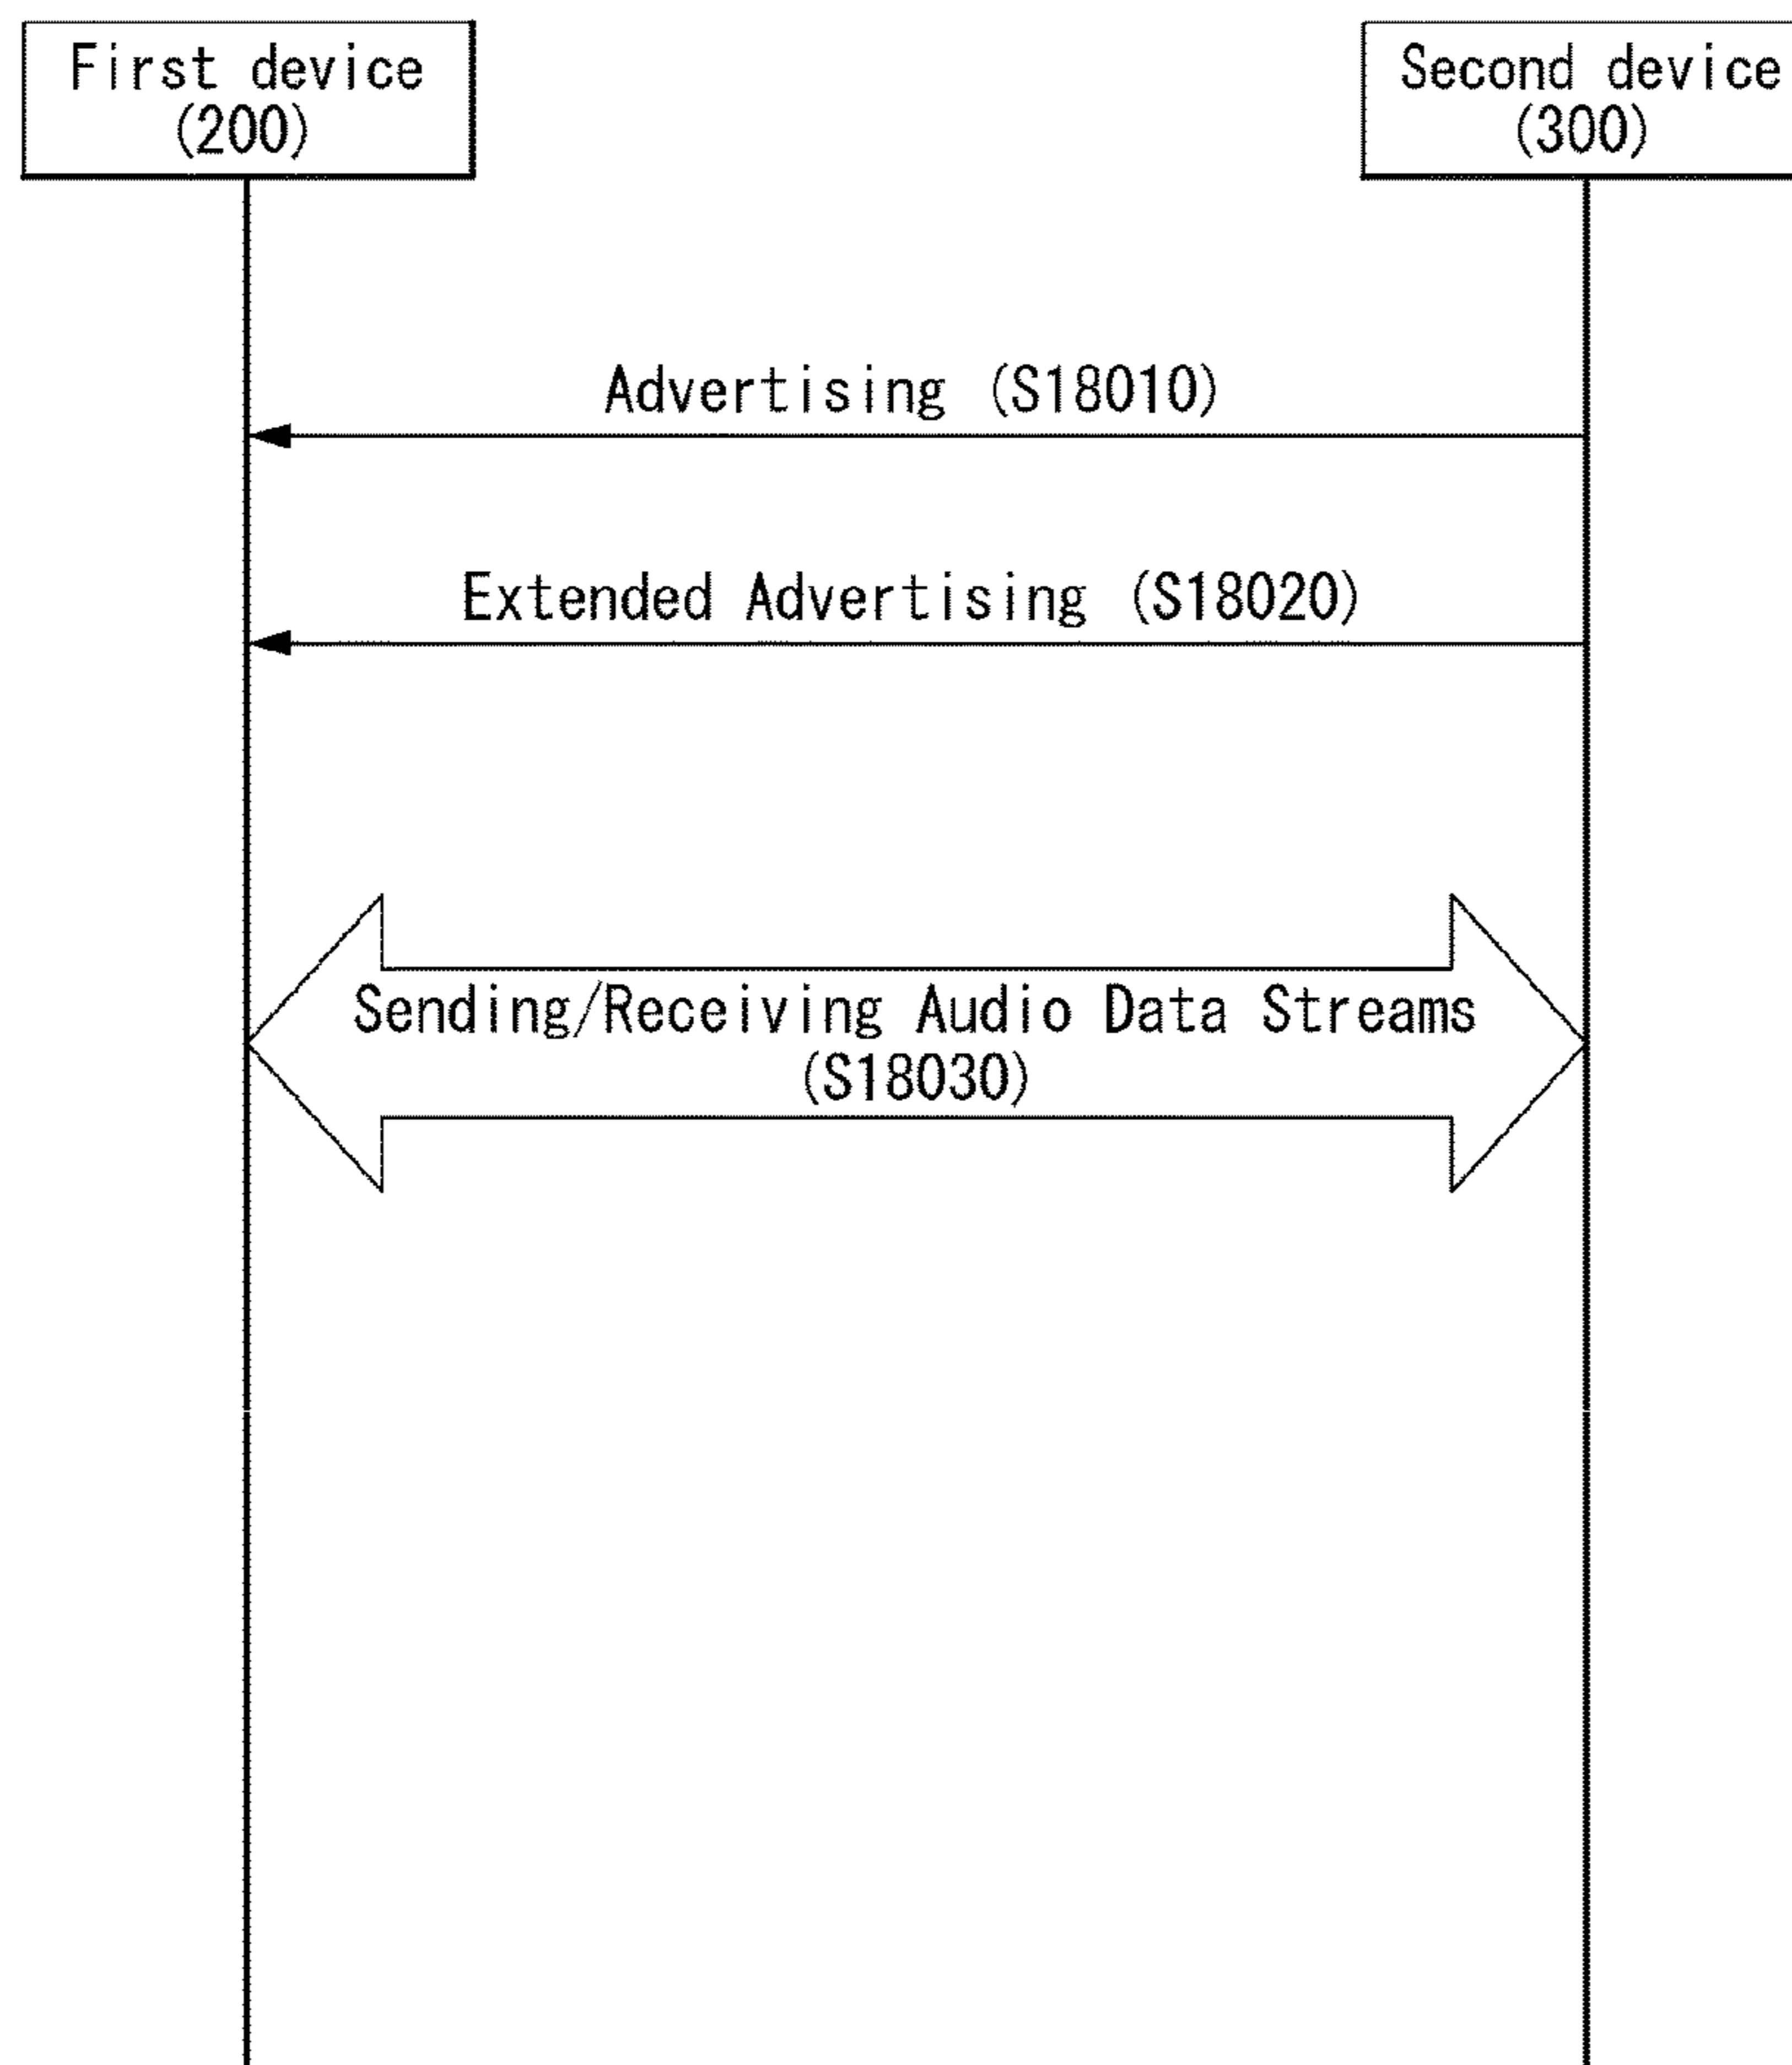 First device
(200)
Second device
(300)
Advertising (S18010)
Extended Advertising (S18020)
Sending/Receiving Audio Data Streams
(S18030)